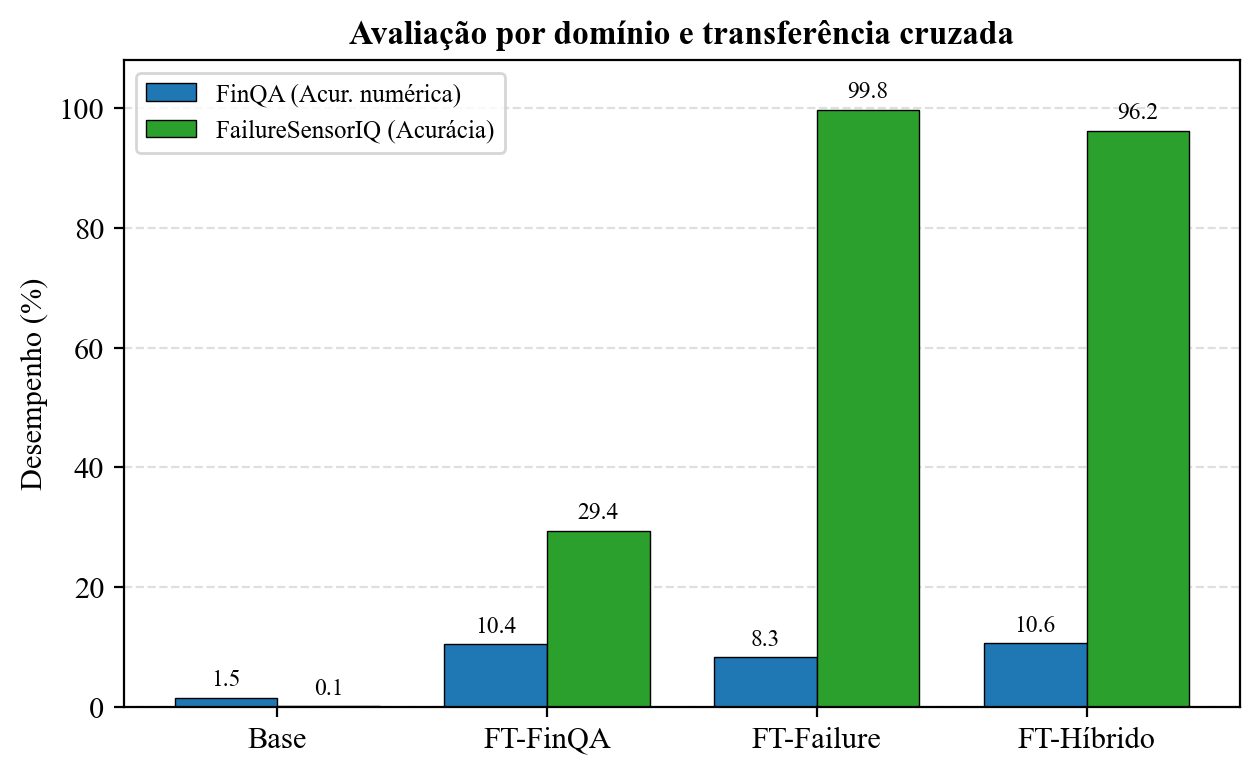 Avaliação por domínio e transferência cruzada
FinQA (Acur. numérica)
FailureSensorIQ (Acurácia)
Desempenho (%)
100
80
60
40
20
0
1.5
0.1
10.4
29.4
8.3
99.8
10.6
96.2
Base
FT-FinQA
FT-Failure
FT-Híbrido